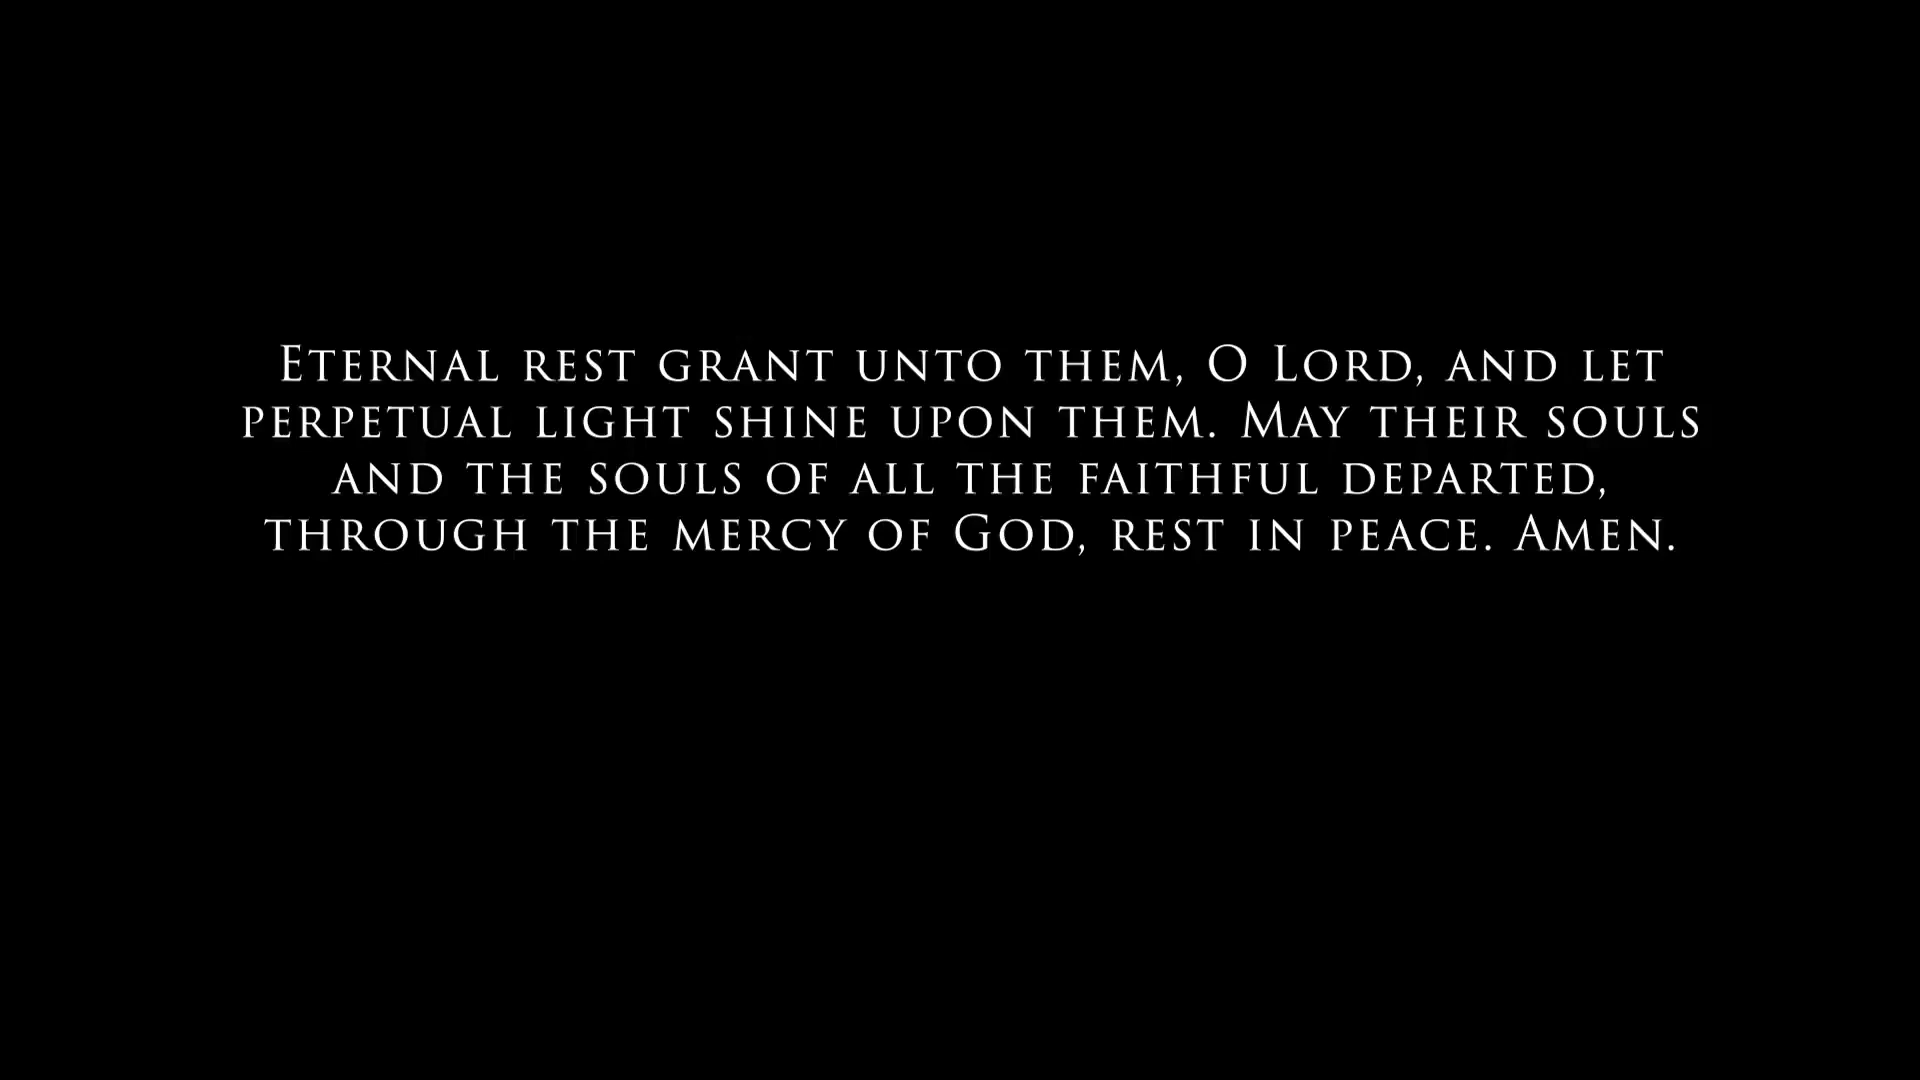 Eternal rest grant unto them, O Lord, and let
perpetual light shine upon them. May their souls
and the souls of all the faithful departed,
through the mercy of God, rest in peace. Amen.